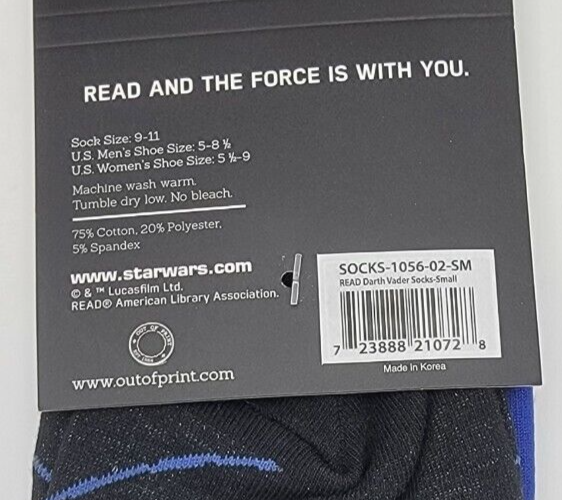 READ AND THE FORCE IS WITH YOU.
Sock Size: 9-11
U.S. Men's Shoe Size: 5-8 ½
U.S. Women's Shoe Size: 5 ½-9
Machine wash warm.
Tumble dry low. No bleach.
75% Cotton, 20% Polyester,
5% Spandex
www.starwars.com
© & ™ Lucasfilm Ltd.
READ® American Library Association.
OUT OF PRINT
www.outofprint.com
SOCKS-1056-02-SM
READ Darth Vader Socks-Small
7 23888 21072 8
Made in Korea